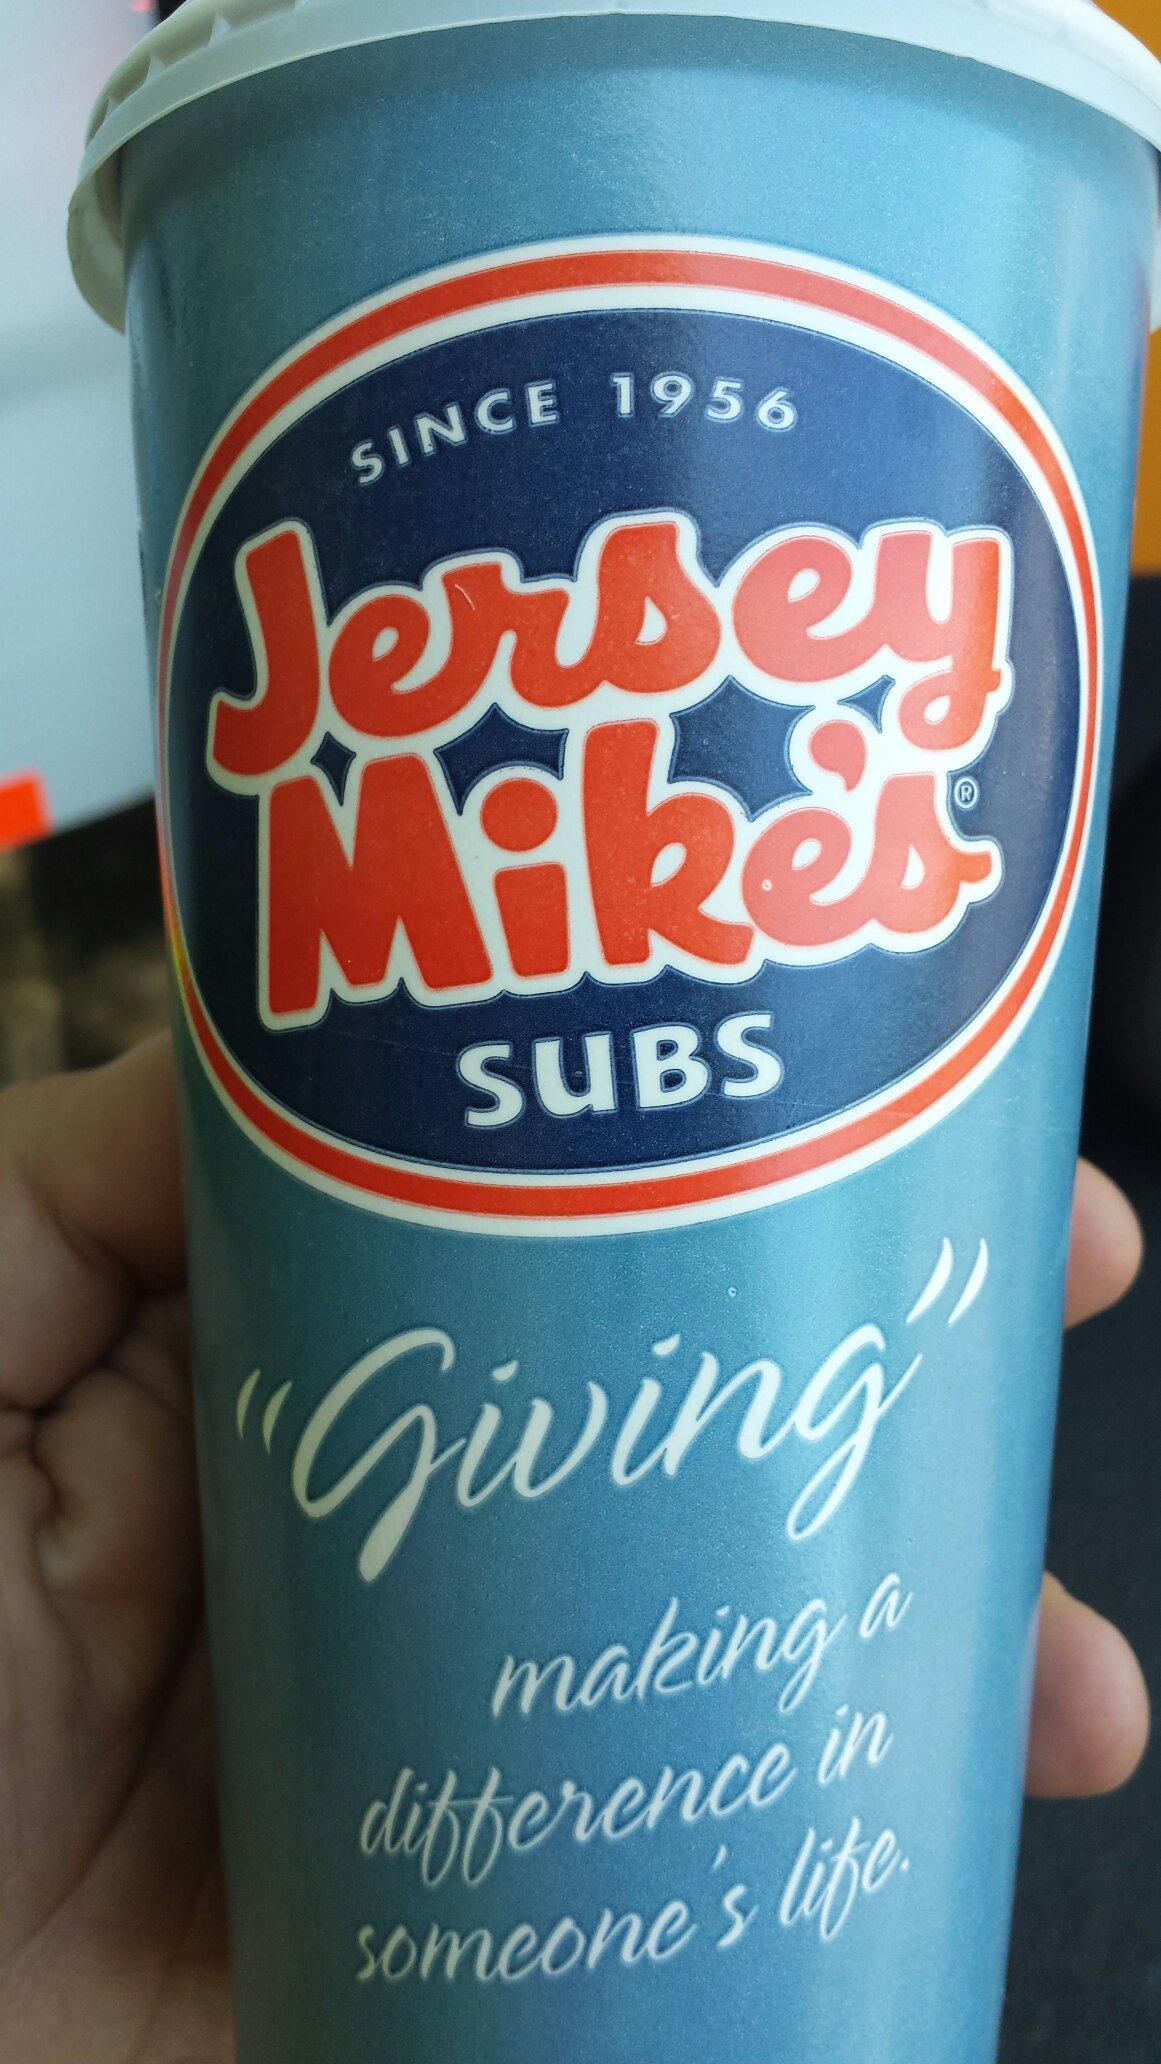 SINCE 1956
Jersey
Mike's®
SUBS
"Giving"
making a
difference in
someone's life.